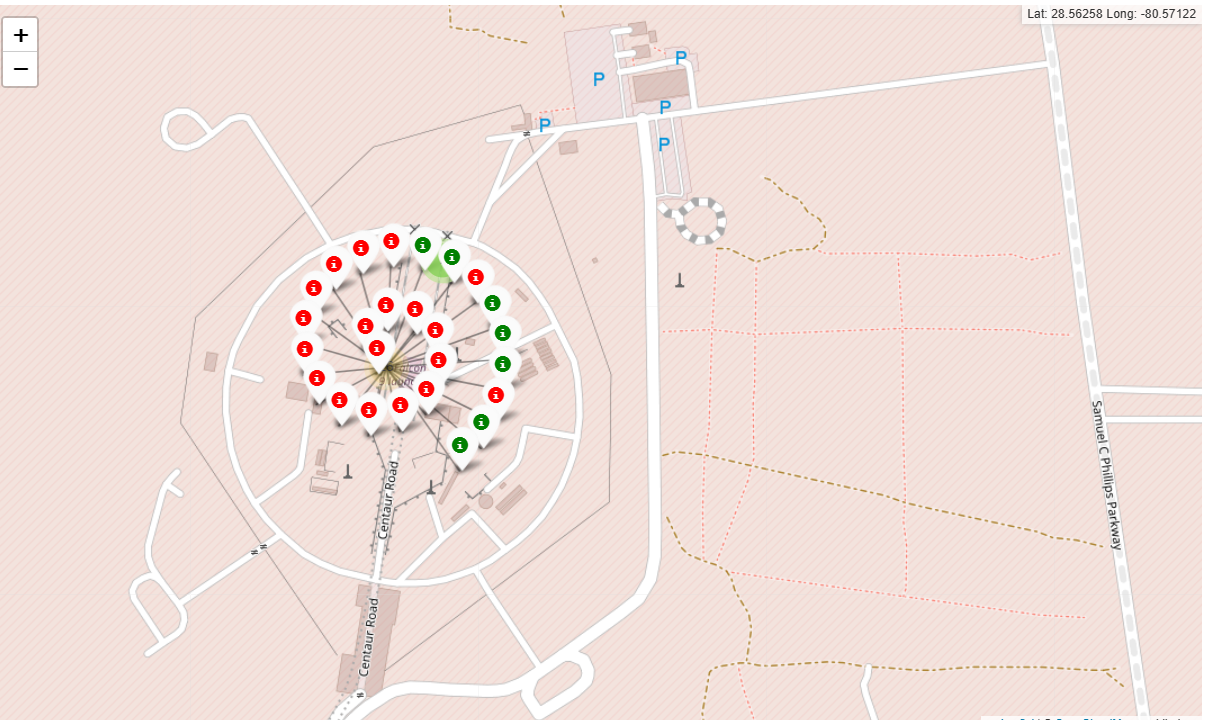 +
Lat: 28.56258 Long: -80.57122
−
P
P
P
P
P
Samuel C Phillips Parkway
Centaur Road
Centaur Road